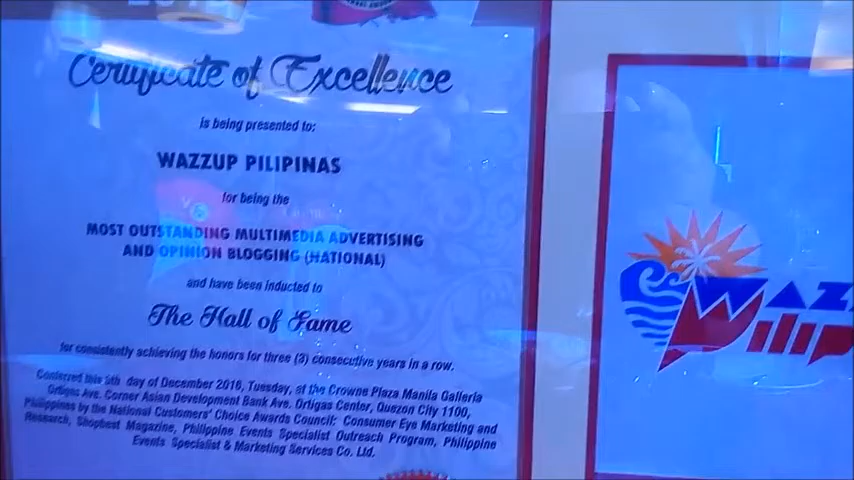 Certificate of Excellence
is being presented to:
WAZZUP PILIPINAS
for being the
MOST OUTSTANDING MULTIMEDIA ADVERTISING
AND OPINION BLOGGING (NATIONAL)
and have been inducted to
The Hall of Fame
for consistently achieving the honors for three (3) consecutive years in a row.
Conferred this 5th day of December 2016, Tuesday, at the Crowne Plaza Manila Galleria
Ortigas Ave. Corner Asian Development Bank Ave. Ortigas Center, Quezon City 1100,
Philippines by the National Customers' Choice Awards Council: Consumer Eye Marketing and
Research, Shopbest Magazine, Philippine Events Specialist Outreach Program, Philippine
Events Specialist & Marketing Services Co. Ltd.
WAZ
Pilip